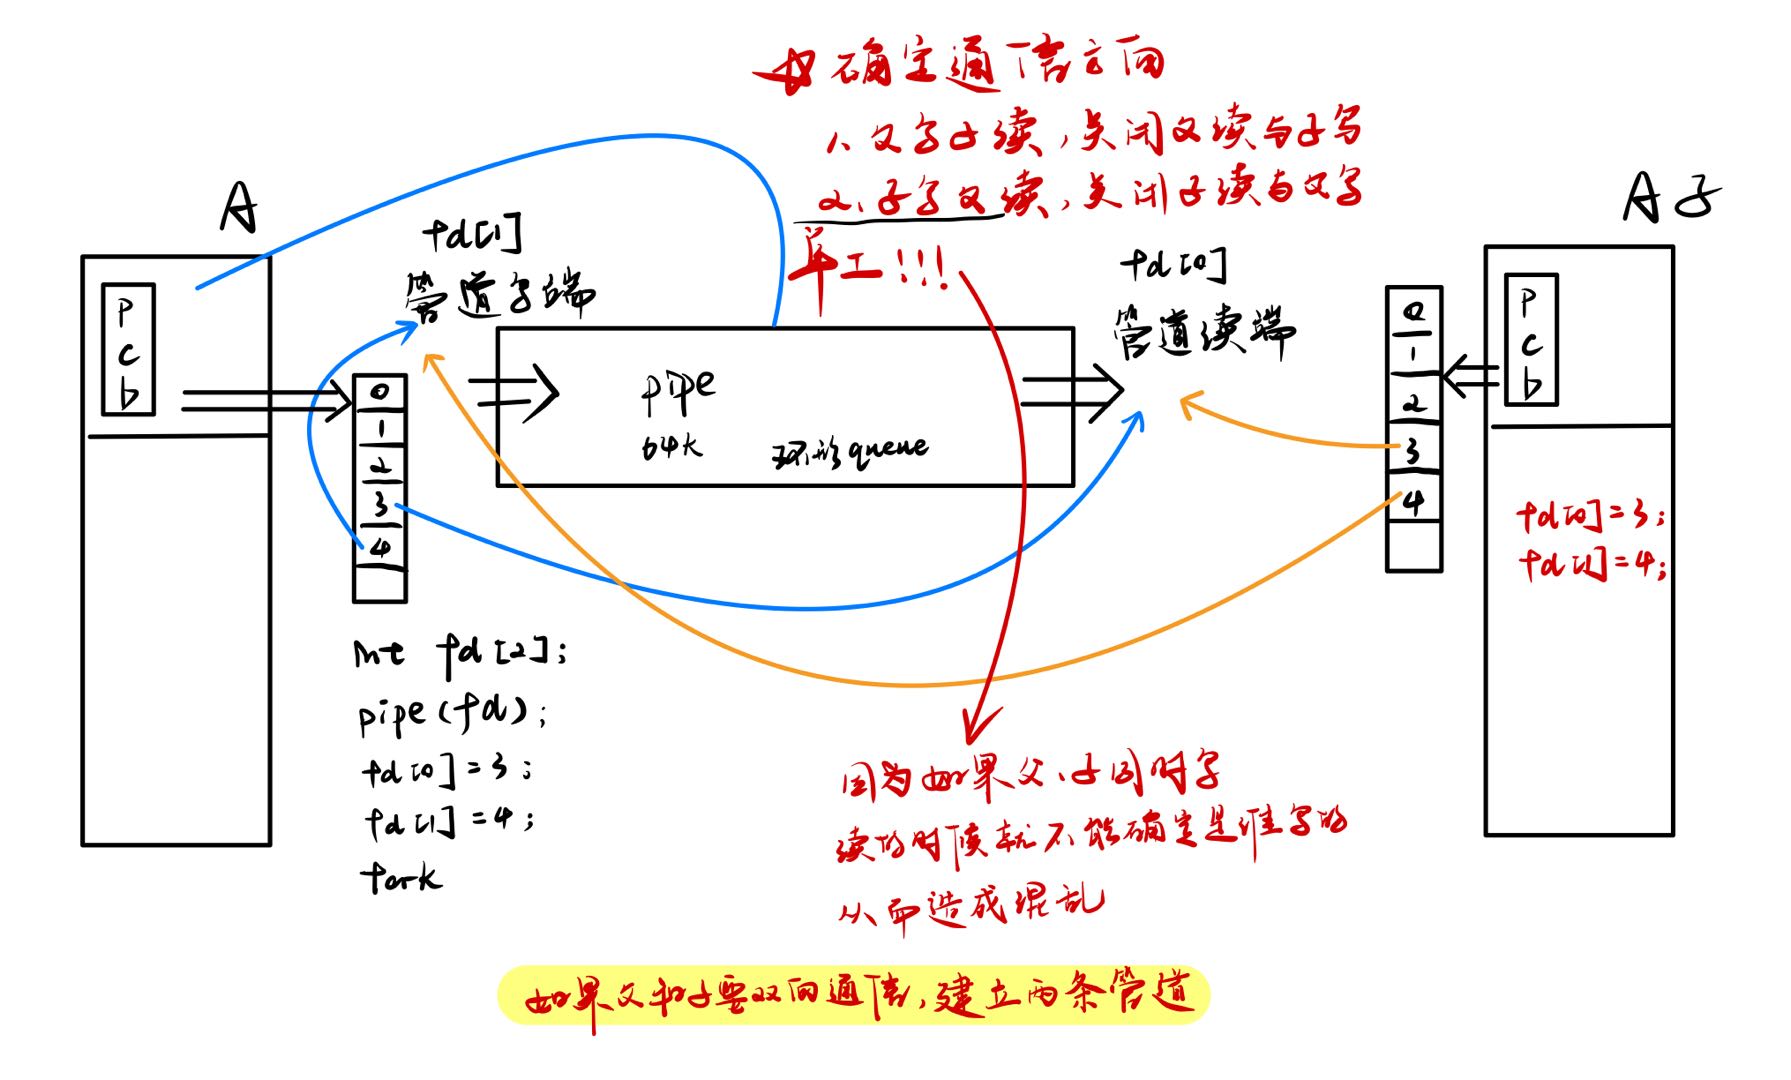 确定通信方向
1、父写子读，关闭父读与子写
2、子写父读，关闭子读与父写
单工!!!
A
A子
Pcb
fd[1]
管道写端
0
1
2
3
4
pipe
64k
环形queue
fd[0]
管道读端
0
1
2
3
4
Pcb
fd[0]=3;
fd[1]=4;
int fd[2];
pipe(fd);
fd[0]=3;
fd[1]=4;
fork
因为如果父、子同时写
读的时候就不能确定是谁写的
从而造成混乱
如果父和子要双向通信，建立两条管道